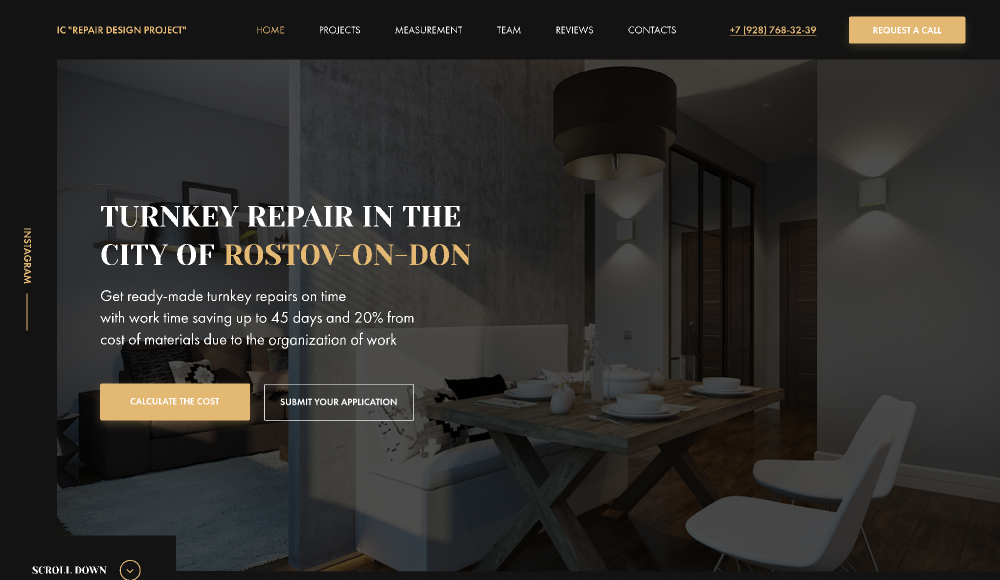 IC "REPAIR DESIGN PROJECT"
HOME
PROJECTS
MEASUREMENT
TEAM
REVIEWS
CONTACTS
+7 (928) 768-32-39
REQUEST A CALL
INSTAGRAM
TURNKEY REPAIR IN THE
CITY OF ROSTOV-ON-DON
Get ready-made turnkey repairs on time
with work time saving up to 45 days and 20% from
cost of materials due to the organization of work
CALCULATE THE COST
SUBMIT YOUR APPLICATION
SCROLL DOWN